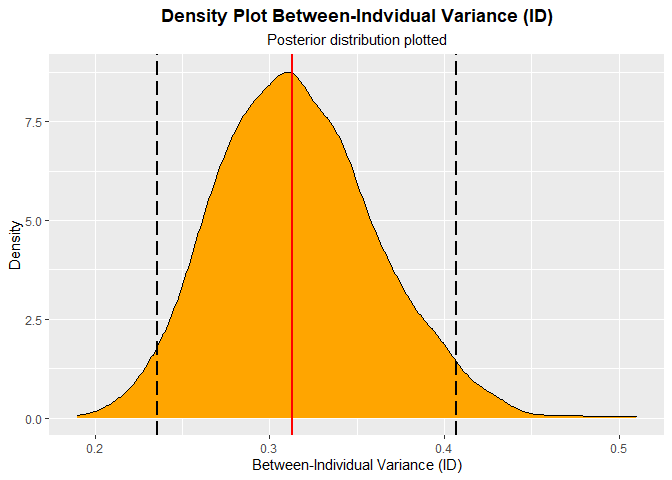 Density Plot Between-Indvidual Variance (ID)
Posterior distribution plotted
7.5
5.0
2.5
0.0
Density
0.2 0.3 0.4 0.5
Between-Individual Variance (ID)